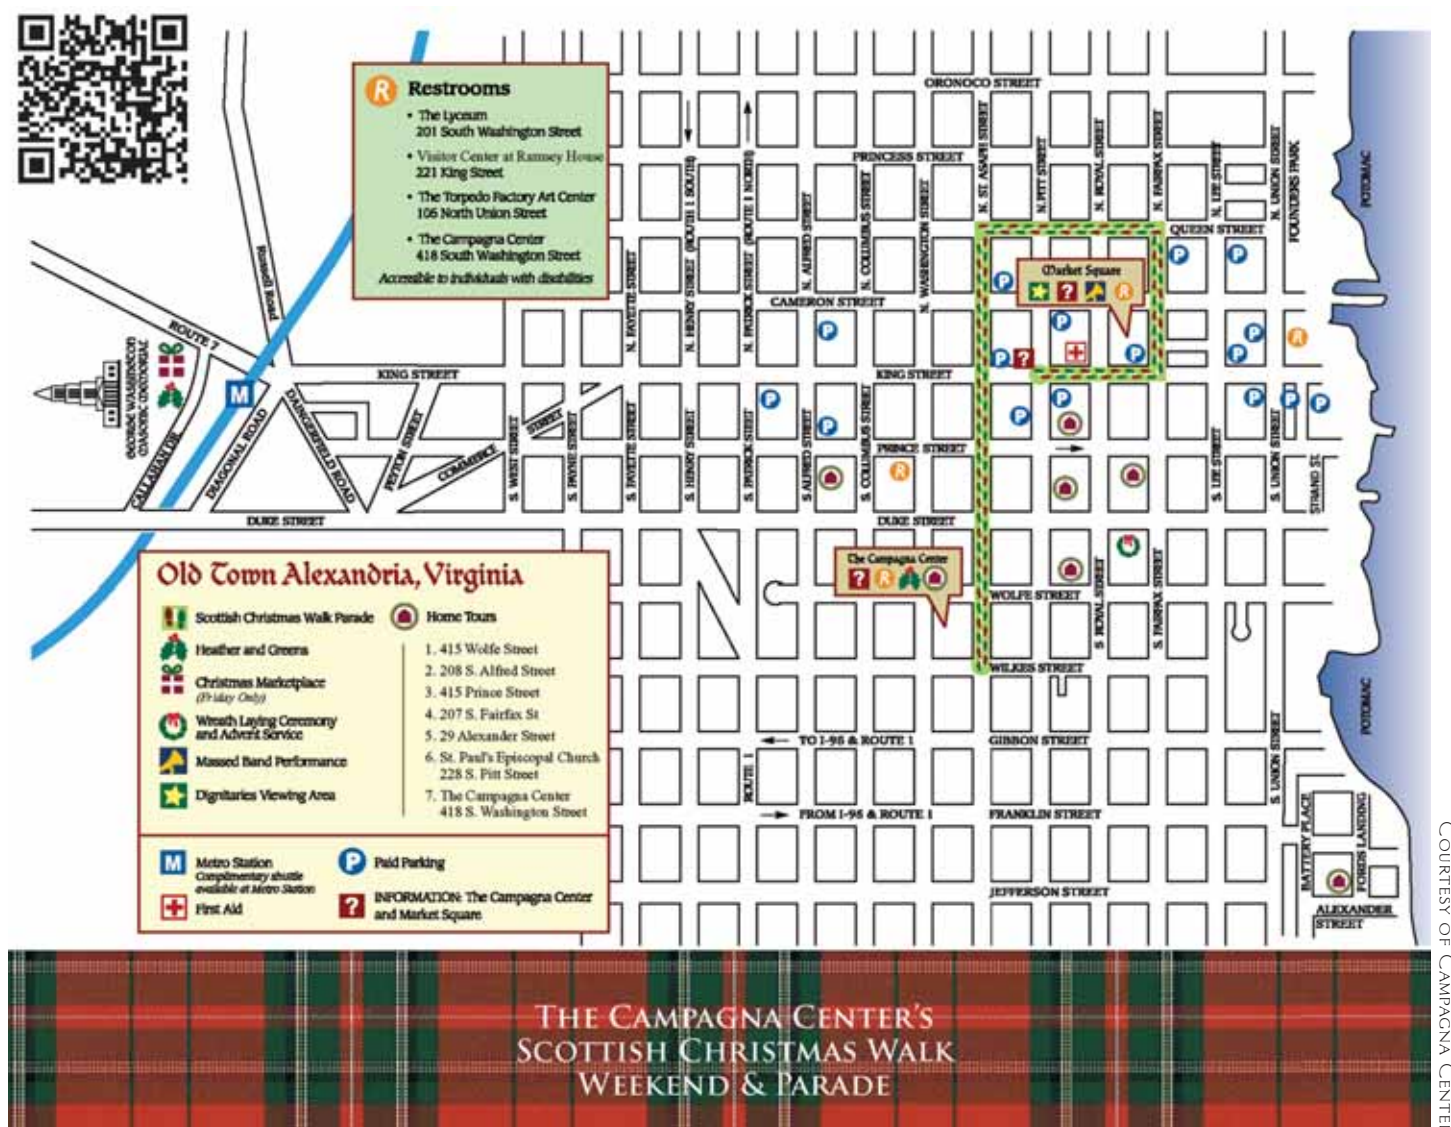 Restrooms
• The Lyceum
201 South Washington Street
• Visitor Center at Ramsey House
221 King Street
• The Torpedo Factory Art Center
106 North Union Street
• The Campagna Center
418 South Washington Street
Accessible to individuals with disabilities
R
ORONOCO STREET
PRINCESS STREET
QUEEN STREET
CAMERON STREET
KING STREET
KING STREET
PRINCE STREET
DUKE STREET
DUKE STREET
WOLFE STREET
WILKES STREET
GIBBON STREET
FRANKLIN STREET
JEFFERSON STREET
TO I-95 & ROUTE 1
FROM I-95 & ROUTE 1
ROUTE 1
N. FAYETTE STREET
N. HENRY STREET (ROUTE 1 SOUTH)
N. PATRICK STREET (ROUTE 1 NORTH)
N. ALFRED STREET
N. COLUMBUS STREET
N. WASHINGTON STREET
N. ST. ASAPH STREET
N. PITT STREET
N. ROYAL STREET
N. FAIRFAX STREET
N. LEE STREET
N. UNION STREET
FOUNDERS PARK
POTOMAC
POTOMAC
Russell Road
ROUTE 7
GEORGE WASHINGTON
MASONIC MEMORIAL
M
CALLAHAN DR.
DIAGONAL ROAD
DAINGERFIELD ROAD
PEYTON STREET
COMMERCE
STREET
S. WEST STREET
S. PAYNE STREET
S. FAYETTE STREET
S. HENRY STREET
S. PATRICK STREET
S ALFRED STREET
S. COLUMBUS STREET
S. LEE STREET
S. UNION STREET
STRAND ST.
S. ROYAL STREET
S. FAIRFAX STREET
S. UNION STREET
BATTERY PLACE
FORDS LANDING
ALEXANDER
STREET
Market Square
? R
The Campagna Center
? R
Old Town Alexandria, Virginia
Scottish Christmas Walk Parade
Heather and Greens
Christmas Marketplace
(Friday Only)
Wreath Laying Ceremony
and Advent Service
Massed Band Performance
Dignitaries Viewing Area
Home Tours
1. 415 Wolfe Street
2. 208 S. Alfred Street
3. 415 Prince Street
4. 207 S. Fairfax St
5. 29 Alexander Street
6. St. Paul's Episcopal Church
228 S. Pitt Street
7. The Campagna Center
418 S. Washington Street
M Metro Station
Complimentary shuttle
available at Metro Station
First Aid
P Paid Parking
? INFORMATION: The Campagna Center
and Market Square
THE CAMPAGNA CENTER'S
SCOTTISH CHRISTMAS WALK
WEEKEND & PARADE
COURTESY OF CAMPAGNA CENTER